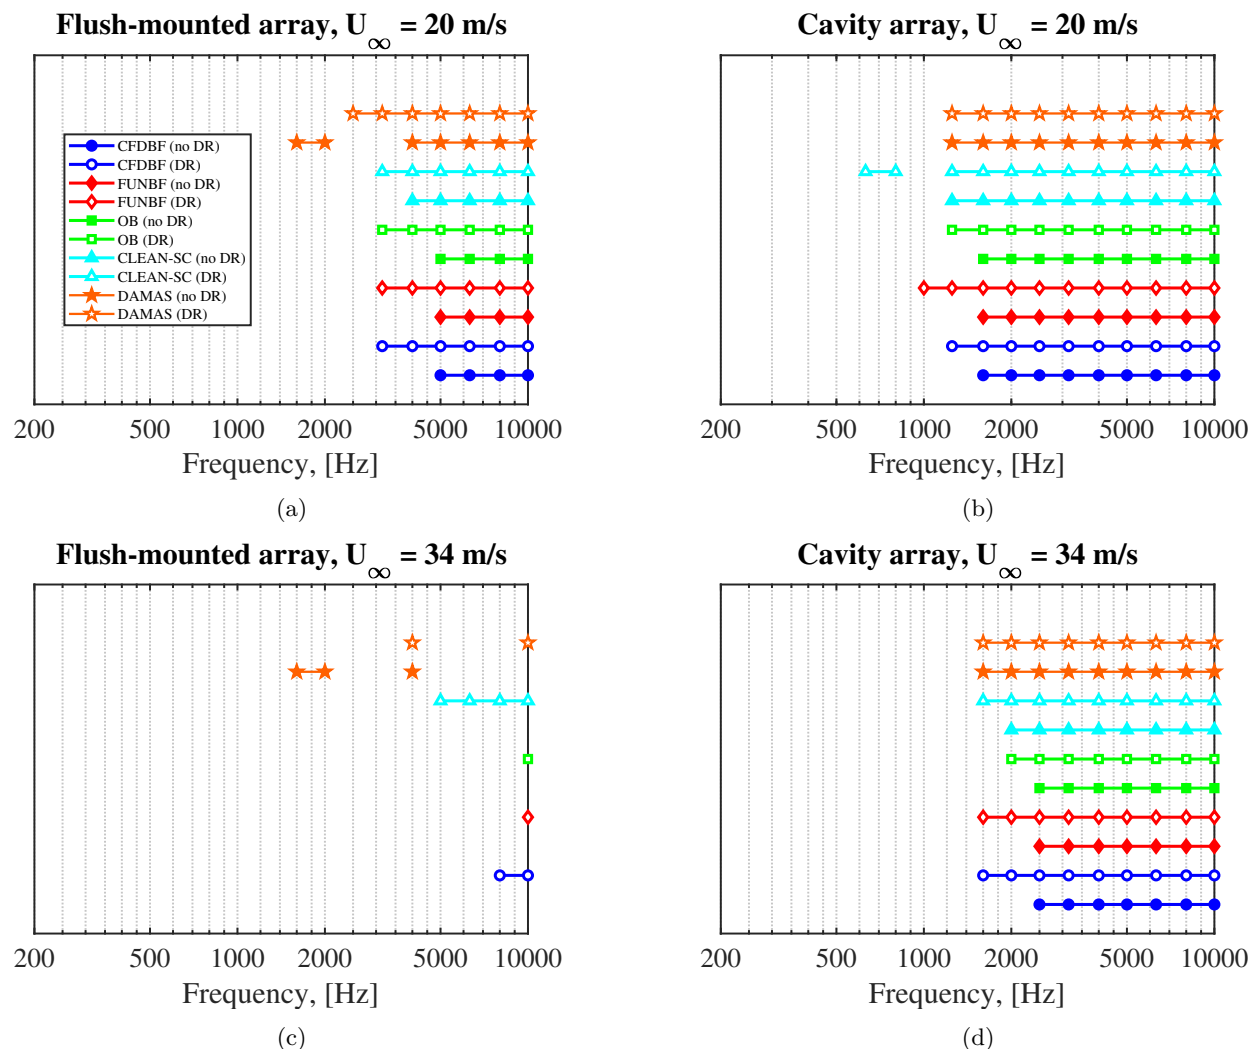 Flush-mounted array, U∞ = 20 m/s
CFDBF (no DR)
CFDBF (DR)
FUNBF (no DR)
FUNBF (DR)
OB (no DR)
OB (DR)
CLEAN-SC (no DR)
CLEAN-SC (DR)
DAMAS (no DR)
DAMAS (DR)
200 500 1000 2000 5000 10000
Frequency, [Hz]
(a)
Cavity array, U∞ = 20 m/s
200 500 1000 2000 5000 10000
Frequency, [Hz]
(b)
Flush-mounted array, U∞ = 34 m/s
200 500 1000 2000 5000 10000
Frequency, [Hz]
(c)
Cavity array, U∞ = 34 m/s
200 500 1000 2000 5000 10000
Frequency, [Hz]
(d)